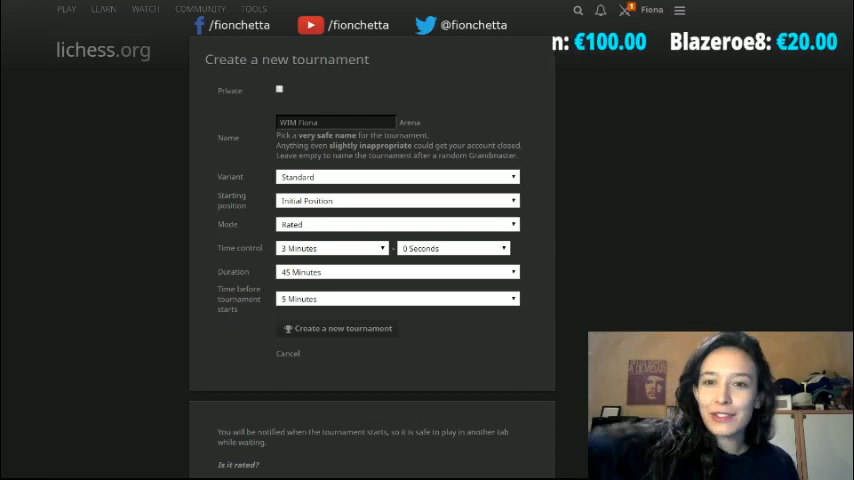 PLAY LEARN WATCH COMMUNITY TOOLS Fiona
1
/fionchetta /fionchetta @fionchetta
lichess.org
n: €100.00 Blazeroe8: €20.00
Create a new tournament
Private
Name
WIM Fiona Arena
Pick a very safe name for the tournament.
Anything even slightly inappropriate could get your account closed.
Leave empty to name the tournament after a random Grandmaster.
Variant Standard
Starting
position
Initial Position
Mode Rated
Time control 3 Minutes + 0 Seconds
Duration 45 Minutes
Time before
tournament
starts
5 Minutes
Create a new tournament
Cancel
You will be notified when the tournament starts, so it is safe to play in another tab
while waiting.
Is it rated?